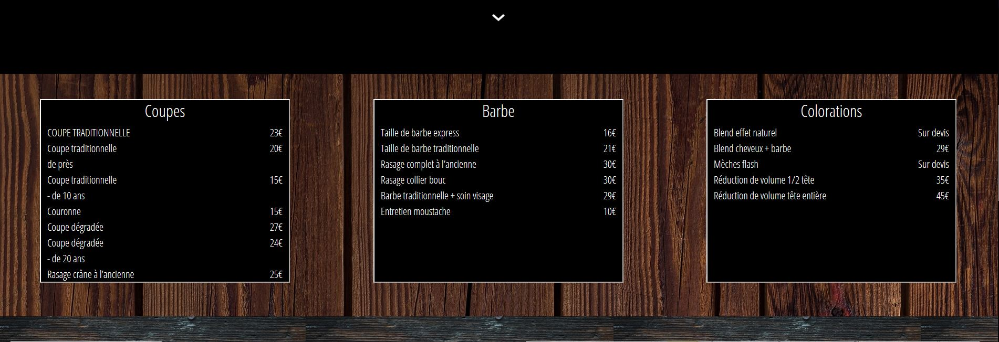 Coupes
COUPE TRADITIONNELLE 23€
Coupe traditionnelle 20€
de près
Coupe traditionnelle 15€
- de 10 ans
Couronne 15€
Coupe dégradée 27€
Coupe dégradée 24€
- de 20 ans
Rasage crâne à l’ancienne 25€
Barbe
Taille de barbe express 16€
Taille de barbe traditionnelle 21€
Rasage complet à l’ancienne 30€
Rasage collier bouc 30€
Barbe traditionnelle + soin visage 29€
Entretien moustache 10€
Colorations
Blend effet naturel Sur devis
Blend cheveux + barbe 29€
Mèches flash Sur devis
Réduction de volume 1/2 tête 35€
Réduction de volume tête entière 45€